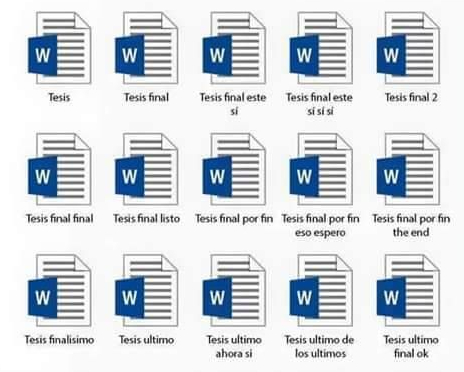 W W W W W
Tesis
Tesis final
Tesis final este
sí
Tesis final este
sí sí sí
Tesis final 2
W W W W W
Tesis final final
Tesis final listo
Tesis final por fin
Tesis final por fin
eso espero
Tesis final por fin
the end
W W W W W
Tesis finalisimo
Tesis ultimo
Tesis ultimo
ahora si
Tesis ultimo de
los ultimos
Tesis ultimo
final ok